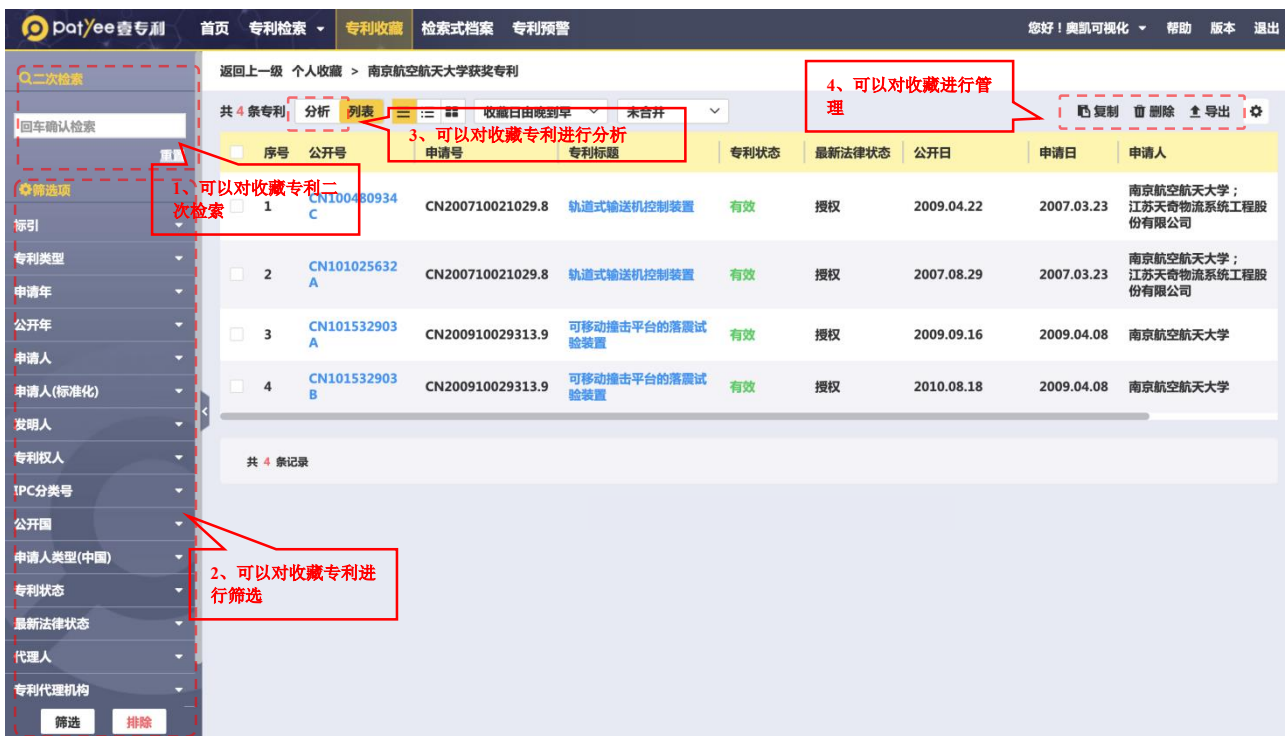 patyee壹专利 首页 专利检索 专利收藏 检索式档案 专利预警 您好！奥凯可视化 帮助 版本 退出
二次检索
回车确认检索
重置
筛选项
标引
专利类型
申请年
公开年
申请人
申请人(标准化)
发明人
专利权人
IPC分类号
公开国
申请人类型(中国)
专利状态
最新法律状态
代理人
专利代理机构
筛选 排除
返回上一级 个人收藏 > 南京航空航天大学获奖专利
共 4 条专利 分析 列表 收藏日由晚到早 未合并 复制 删除 导出
序号 公开号 申请号 专利标题 专利状态 最新法律状态 公开日 申请日 申请人
1 CN100480934C CN200710021029.8 轨道式输送机控制装置 有效 授权 2009.04.22 2007.03.23 南京航空航天大学；
江苏天奇物流系统工程股
份有限公司
2 CN101025632A CN200710021029.8 轨道式输送机控制装置 有效 授权 2007.08.29 2007.03.23 南京航空航天大学；
江苏天奇物流系统工程股
份有限公司
3 CN101532903A CN200910029313.9 可移动撞击平台的落震试验装置 有效 授权 2009.09.16 2009.04.08 南京航空航天大学
4 CN101532903B CN200910029313.9 可移动撞击平台的落震试验装置 有效 授权 2010.08.18 2009.04.08 南京航空航天大学
共 4 条记录
1、可以对收藏专利二
次检索
2、可以对收藏专利进
行筛选
3、可以对收藏专利进行分析
4、可以对收藏进行管
理